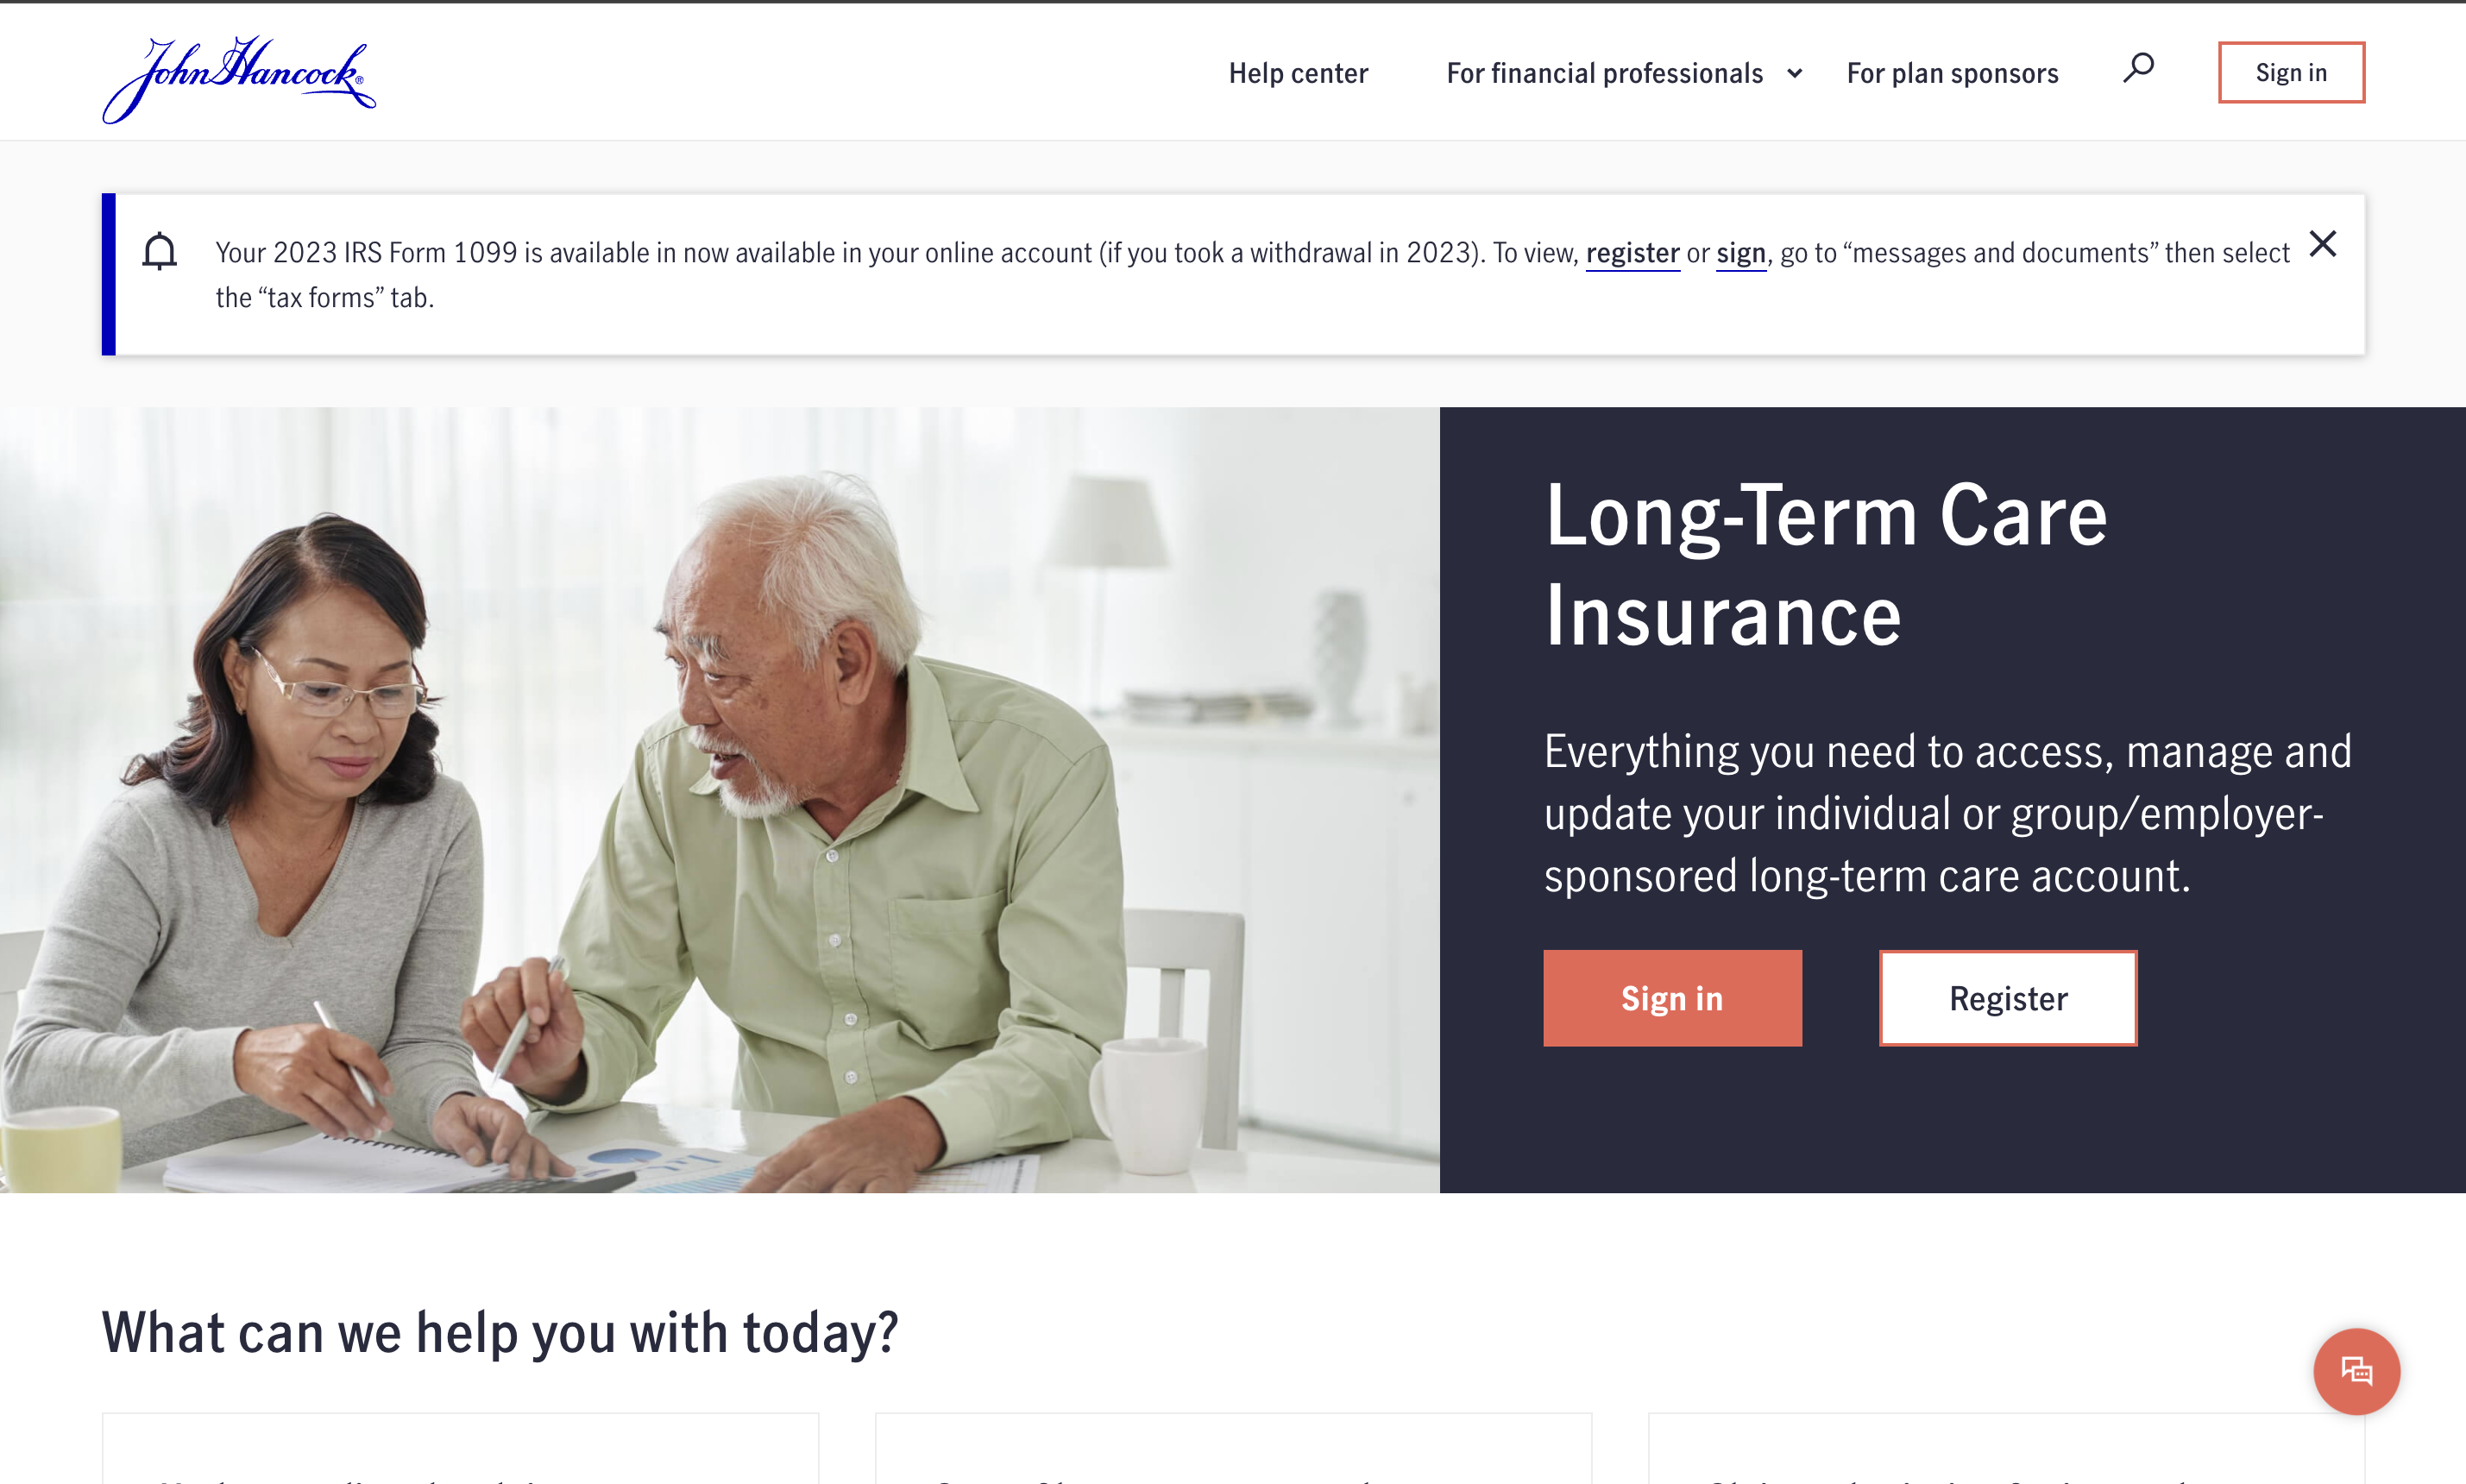 John Hancock®
Help center
For financial professionals
For plan sponsors
Sign in
Your 2023 IRS Form 1099 is available in now available in your online account (if you took a withdrawal in 2023). To view, register or sign, go to “messages and documents” then select
the “tax forms” tab.
Long-Term Care
Insurance
Everything you need to access, manage and
update your individual or group/employer-
sponsored long-term care account.
Sign in
Register
What can we help you with today?